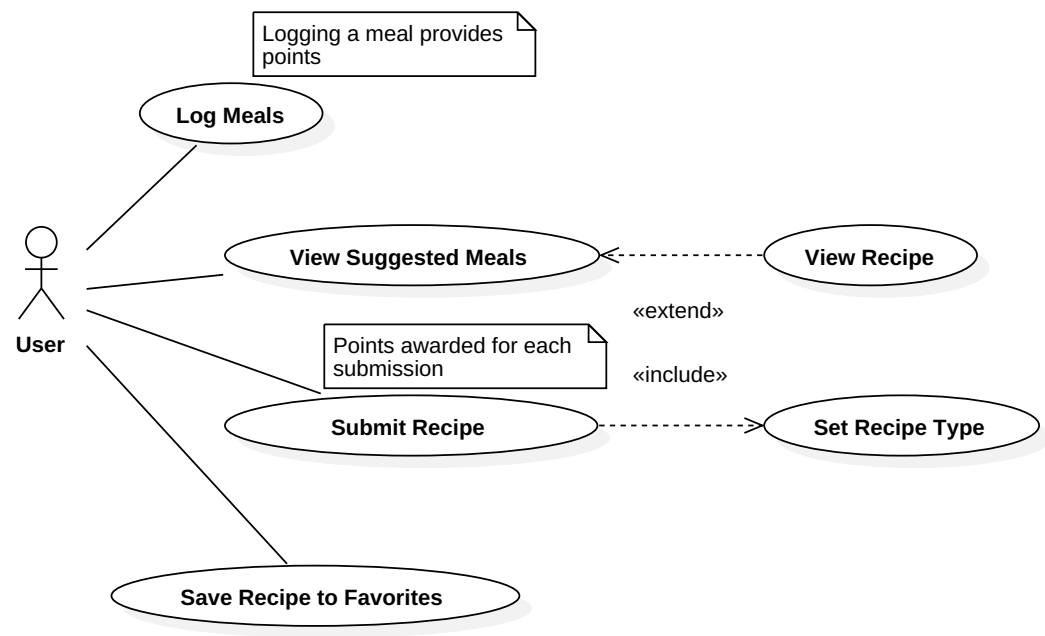 Logging a meal provides
points
Log Meals
View Suggested Meals
View Recipe
«extend»
User
Points awarded for each
submission
«include»
Submit Recipe
Set Recipe Type
Save Recipe to Favorites